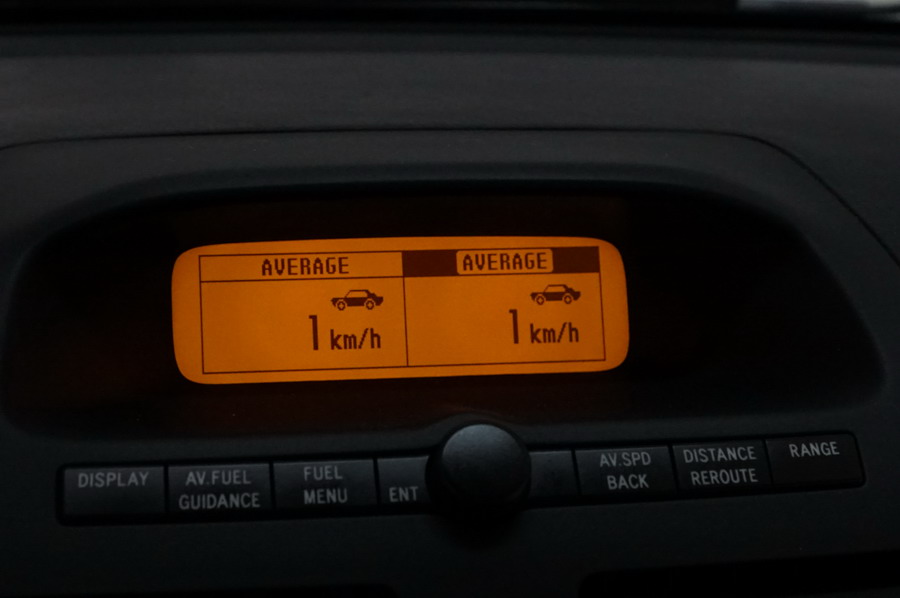 AVERAGE
AVERAGE
1 km/h
1 km/h
DISPLAY
AV.FUEL
GUIDANCE
FUEL
MENU
ENT
AV.SPD
BACK
DISTANCE
REROUTE
RANGE